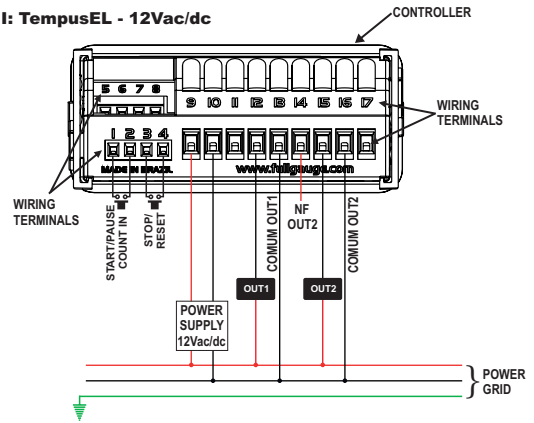 I: TempusEL - 12Vac/dc
CONTROLLER
5 6 7 8
9 10 11 12 13 14 15 16 17
WIRING
TERMINALS
1 2 3 4
MADE IN BRAZIL
www.fullgauge.com
WIRING
TERMINALS
START/PAUSE
COUNT IN
STOP/
RESET
COMUM OUT1
NF
OUT2
COMUM OUT2
OUT1
OUT2
POWER
SUPPLY
12Vac/dc
POWER
GRID